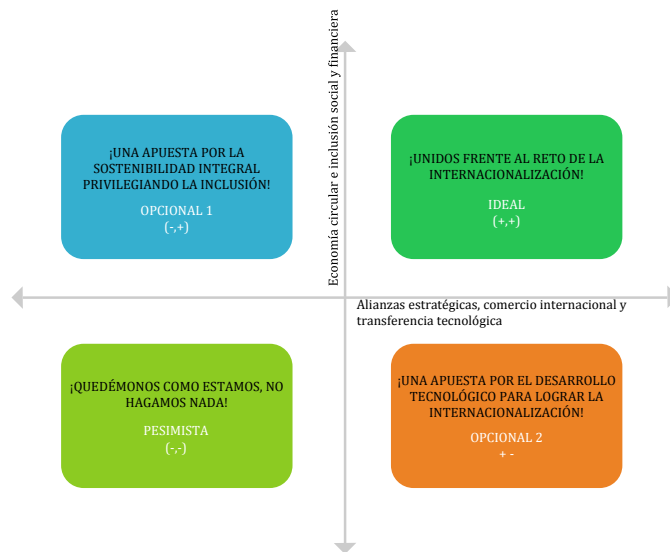 Economía circular e inclusión social y financiera
¡UNA APUESTA POR LA
SOSTENIBILIDAD INTEGRAL
PRIVILEGIANDO LA INCLUSIÓN!
OPCIONAL 1
(-,+)
¡UNIDOS FRENTE AL RETO DE LA
INTERNACIONALIZACIÓN!
IDEAL
(+,+)
Alianzas estratégicas, comercio internacional y
transferencia tecnológica
¡QUEDÉMONOS COMO ESTAMOS, NO
HAGAMOS NADA!
PESIMISTA
(-,-)
¡UNA APUESTA POR EL DESARROLLO
TECNOLÓGICO PARA LOGRAR LA
INTERNACIONALIZACIÓN!
OPCIONAL 2
+ -